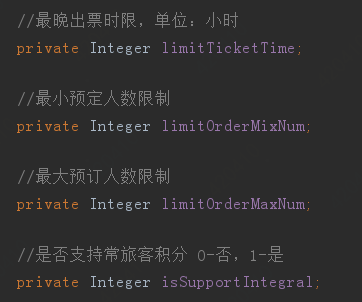 //最晚出票时限，单位：小时
private Integer limitTicketTime;
//最小预定人数限制
private Integer limitOrderMixNum;
//最大预订人数限制
private Integer limitOrderMaxNum;
//是否支持常旅客积分 0-否，1-是
private Integer isSupportIntegral;